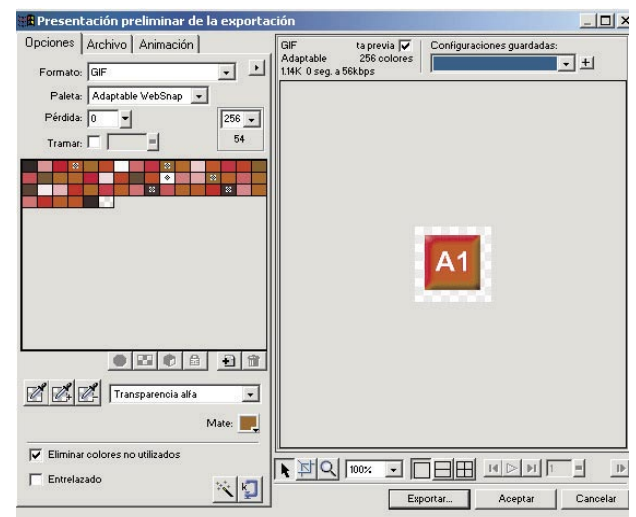 Presentación preliminar de la exportación
Opciones Archivo Animación
Formato: GIF
Paleta: Adaptable WebSnap
Pérdida: 0
256
Tramar:
54
Transparencia alfa
Mate:
Eliminar colores no utilizados
Entrelazado
GIF ta previa
Adaptable 256 colores
1.14K 0 seg. a 56kbps
Configuraciones guardadas:
A1
100%
1
Exportar... Aceptar Cancelar